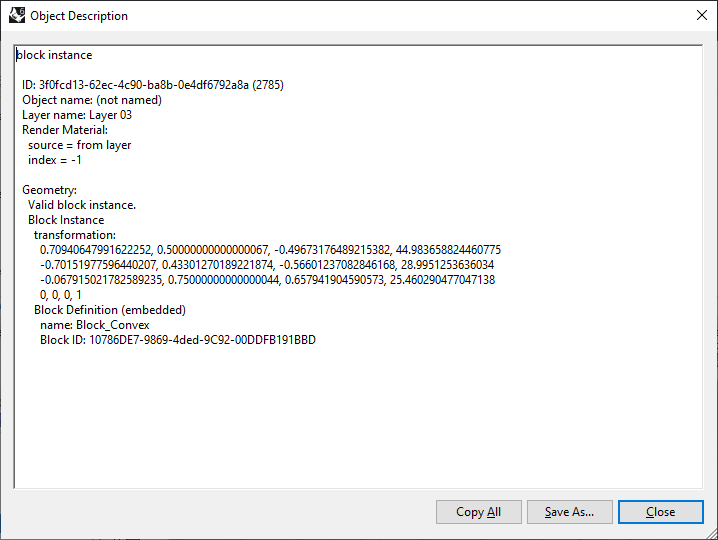 Object Description
block instance
ID: 3f0fcd13-62ec-4c90-ba8b-0e4df6792a8a (2785)
Object name: (not named)
Layer name: Layer 03
Render Material:
source = from layer
index = -1
Geometry:
Valid block instance.
Block Instance
transformation:
0.70940647991622252, 0.50000000000000067, -0.49673176489215382, 44.983658824460775
-0.70151977596440207, 0.43301270189221874, -0.56601237082846168, 28.9951253636034
-0.067915021782589235, 0.75000000000000044, 0.657941904590573, 25.460290477047138
0, 0, 0, 1
Block Definition (embedded)
name: Block_Convex
Block ID: 10786DE7-9869-4ded-9C92-00DDFB191BBD
Copy All
Save As...
Close